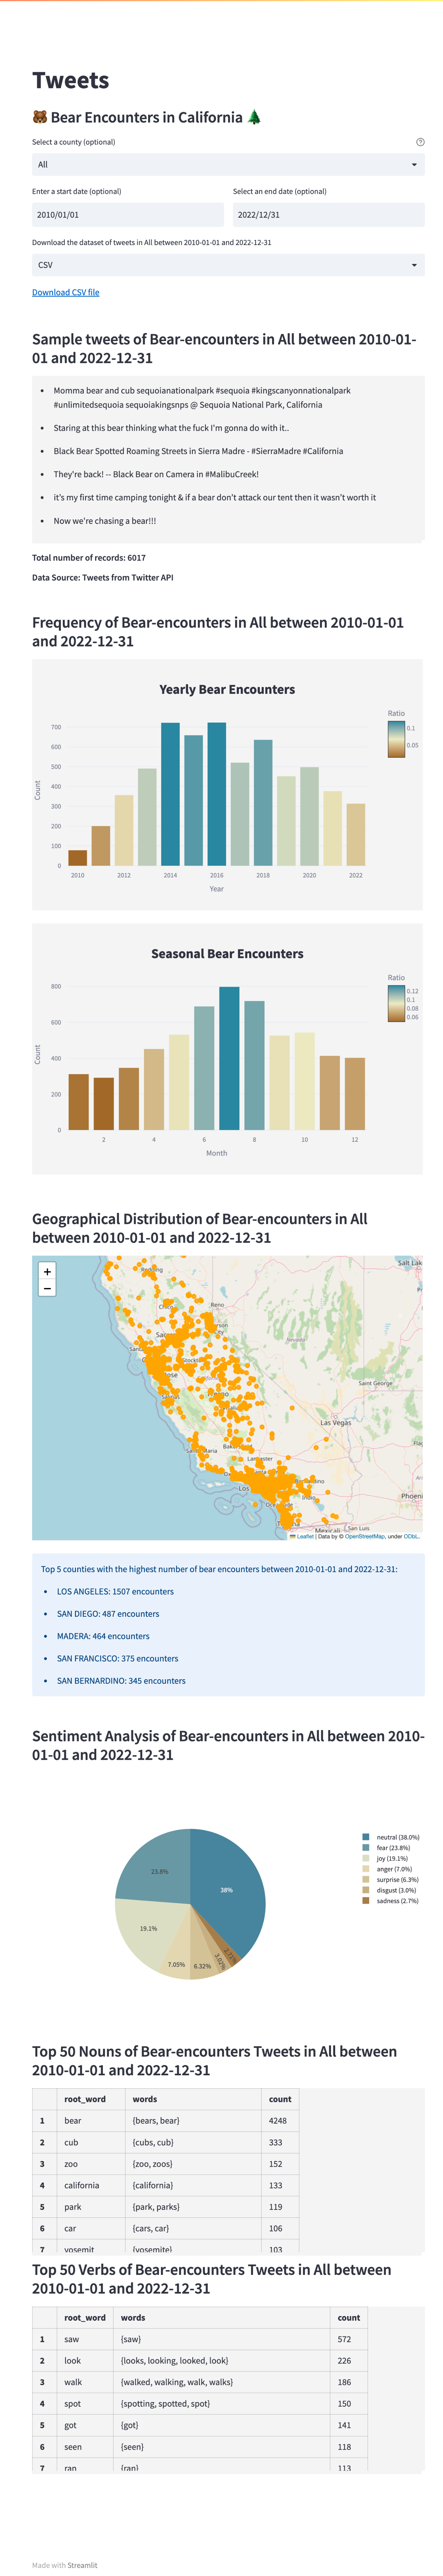 Tweets
🐻 Bear Encounters in California 🌲
Select a county (optional)
All
Enter a start date (optional)
Select an end date (optional)
2010/01/01
2022/12/31
Download the dataset of tweets in All between 2010-01-01 and 2022-12-31
CSV
Download CSV file
Sample tweets of Bear-encounters in All between 2010-01-
01 and 2022-12-31
• Momma bear and cub sequoianationalpark #sequoia #kingscanyonnationalpark
#unlimitedsequoia sequoiakingsnps @ Sequoia National Park, California
• Staring at this bear thinking what the fuck I'm gonna do with it..
• Black Bear Spotted Roaming Streets in Sierra Madre - #SierraMadre #California
• They're back! -- Black Bear on Camera in #MalibuCreek!
• it's my first time camping tonight & if a bear don't attack our tent then it wasn't worth it
• Now we're chasing a bear!!!
Total number of records: 6017
Data Source: Tweets from Twitter API
Frequency of Bear-encounters in All between 2010-01-01
and 2022-12-31
Yearly Bear Encounters
Ratio
0.1
0.05
700
600
500
400
300
200
100
0
Count
2010
2012
2014
2016
2018
2020
2022
Year
Seasonal Bear Encounters
Ratio
0.12
0.1
0.08
0.06
800
600
400
200
0
Count
2
4
6
8
10
12
Month
Geographical Distribution of Bear-encounters in All
between 2010-01-01 and 2022-12-31
+
−
Salt Lak
Redding
Reno
Saint George
Las Vegas
Lancaster
Los
Phoeni
Mexicali
San Luis
Leaflet | Data by © OpenStreetMap, under ODbL.
Top 5 counties with the highest number of bear encounters between 2010-01-01 and 2022-12-31:
• LOS ANGELES: 1507 encounters
• SAN DIEGO: 487 encounters
• MADERA: 464 encounters
• SAN FRANCISCO: 375 encounters
• SAN BERNARDINO: 345 encounters
Sentiment Analysis of Bear-encounters in All between 2010-
01-01 and 2022-12-31
neutral (38.0%)
fear (23.8%)
joy (19.1%)
anger (7.0%)
surprise (6.3%)
disgust (3.0%)
sadness (2.7%)
23.8%
38%
19.1%
7.05%
6.32%
Top 50 Nouns of Bear-encounters Tweets in All between
2010-01-01 and 2022-12-31
root_word words count
1 bear {bears, bear} 4248
2 cub {cubs, cub} 333
3 zoo {zoo, zoos} 152
4 california {california} 133
5 park {park, parks} 119
6 car {cars, car} 106
7 yosemit {yosemite} 103
Top 50 Verbs of Bear-encounters Tweets in All between
2010-01-01 and 2022-12-31
root_word words count
1 saw {saw} 572
2 look {looks, looking, looked, look} 226
3 walk {walked, walking, walk, walks} 186
4 spot {spotting, spotted, spot} 150
5 got {got} 141
6 seen {seen} 118
7 ran {ran} 113
Made with Streamlit